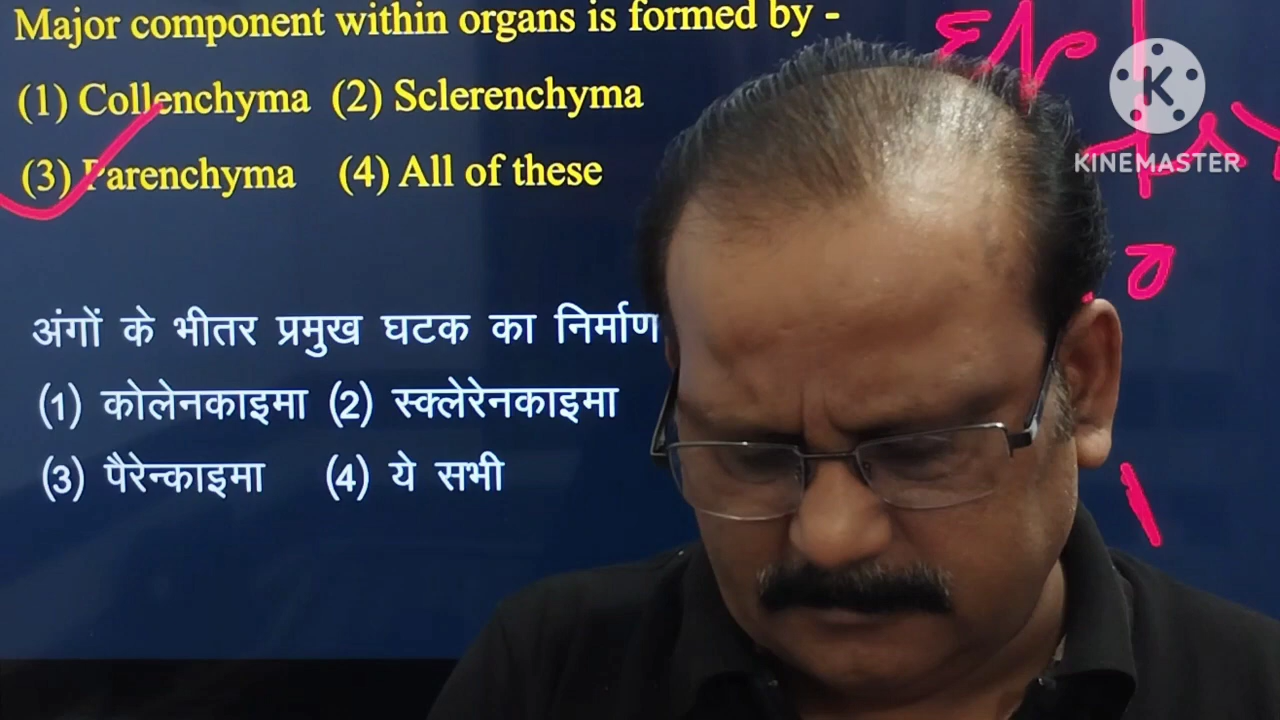 Major component within organs is formed by -
(1) Collenchyma (2) Sclerenchyma
(3) Parenchyma (4) All of these
K
KINEMASTER
अंगों के भीतर प्रमुख घटक का निर्माण
(1) कोलेनकाइमा (2) स्क्लेरेनकाइमा
(3) पैरेन्काइमा (4) ये सभी